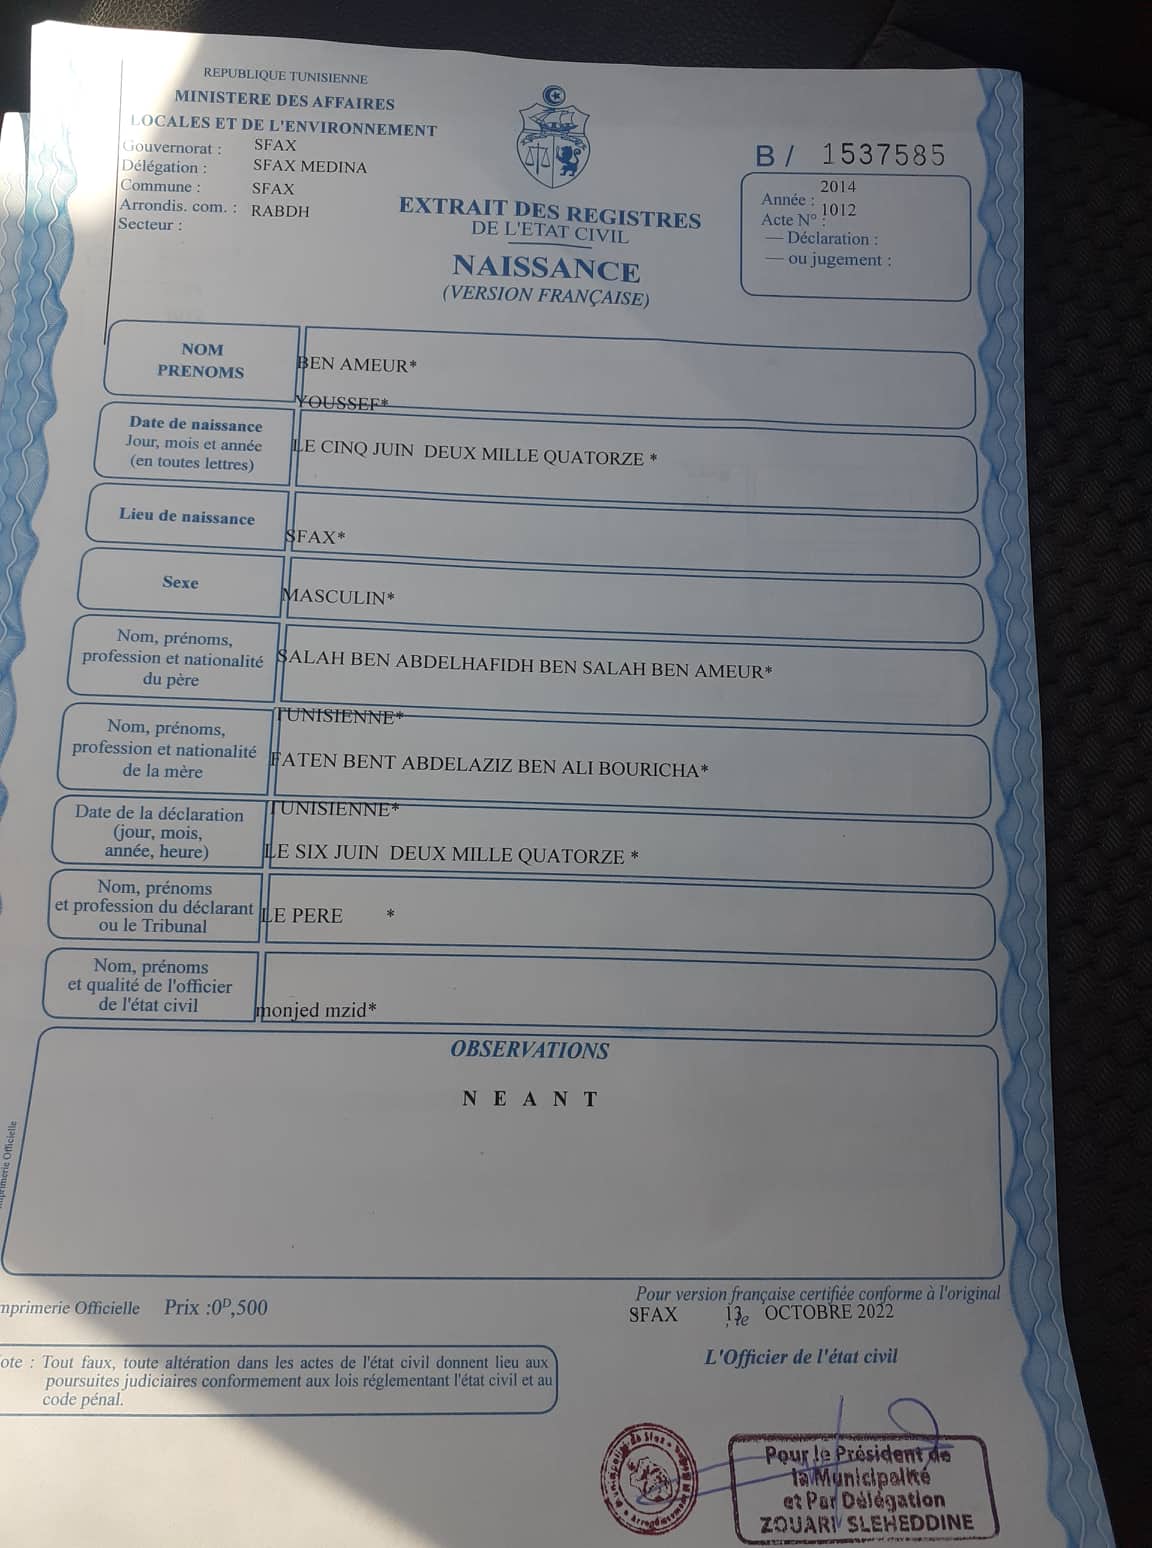 REPUBLIQUE TUNISIENNE
MINISTERE DES AFFAIRES
LOCALES ET DE L'ENVIRONNEMENT
Gouvernorat : SFAX
Délégation : SFAX MEDINA
Commune : SFAX
Arrondis. com. : RABDH
Secteur :
EXTRAIT DES REGISTRES
DE L'ETAT CIVIL
NAISSANCE
(VERSION FRANÇAISE)
B / 1537585
Année : 2014
Acte N° : 1012
— Déclaration :
— ou jugement :
NOM
PRENOMS
BEN AMEUR*
YOUSSEF*
Date de naissance
Jour, mois et année
(en toutes lettres)
LE CINQ JUIN DEUX MILLE QUATORZE *
Lieu de naissance
SFAX*
Sexe
MASCULIN*
Nom, prénoms,
profession et nationalité
du père
SALAH BEN ABDELHAFIDH BEN SALAH BEN AMEUR*
TUNISIENNE*
Nom, prénoms,
profession et nationalité
de la mère
FATEN BENT ABDELAZIZ BEN ALI BOURICHA*
TUNISIENNE*
Date de la déclaration
(jour, mois,
année, heure)
LE SIX JUIN DEUX MILLE QUATORZE *
Nom, prénoms
et profession du déclarant
ou le Tribunal
LE PERE *
Nom, prénoms
et qualité de l'officier
de l'état civil
monjed mzid*
OBSERVATIONS
N E A N T
Imprimerie Officielle Prix :0ᴰ,500
Pour version française certifiée conforme à l'original
SFAX , le 13 OCTOBRE 2022
L'Officier de l'état civil
Note : Tout faux, toute altération dans les actes de l'état civil donnent lieu aux
poursuites judiciaires conformement aux lois réglementant l'état civil et au
code pénal.
Pour le Président de
la Municipalité
et Par Délégation
ZOUARI SLEHEDDINE